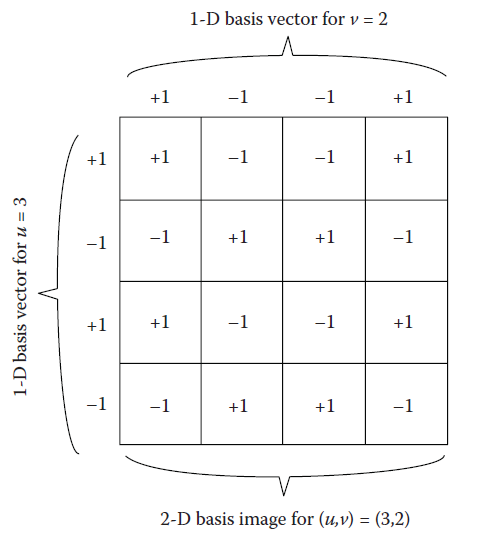 1-D basis vector for v = 2
+1 −1 −1 +1
1-D basis vector for u = 3
+1 +1 −1 −1 +1
−1 −1 +1 +1 −1
+1 +1 −1 −1 +1
−1 −1 +1 +1 −1
2-D basis image for (u,v) = (3,2)